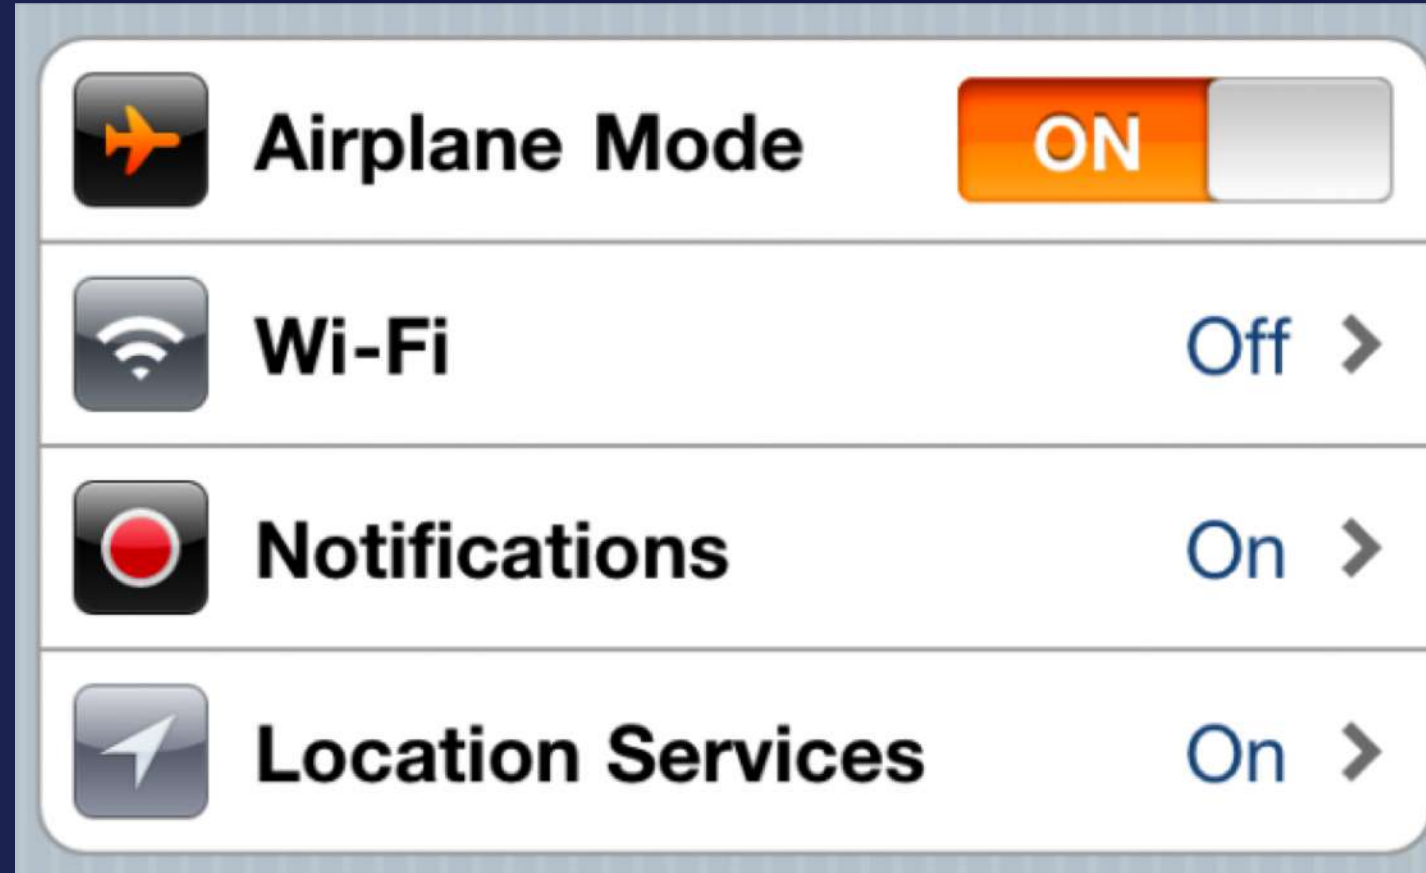 Airplane Mode ON
Wi-Fi Off
Notifications On
Location Services On